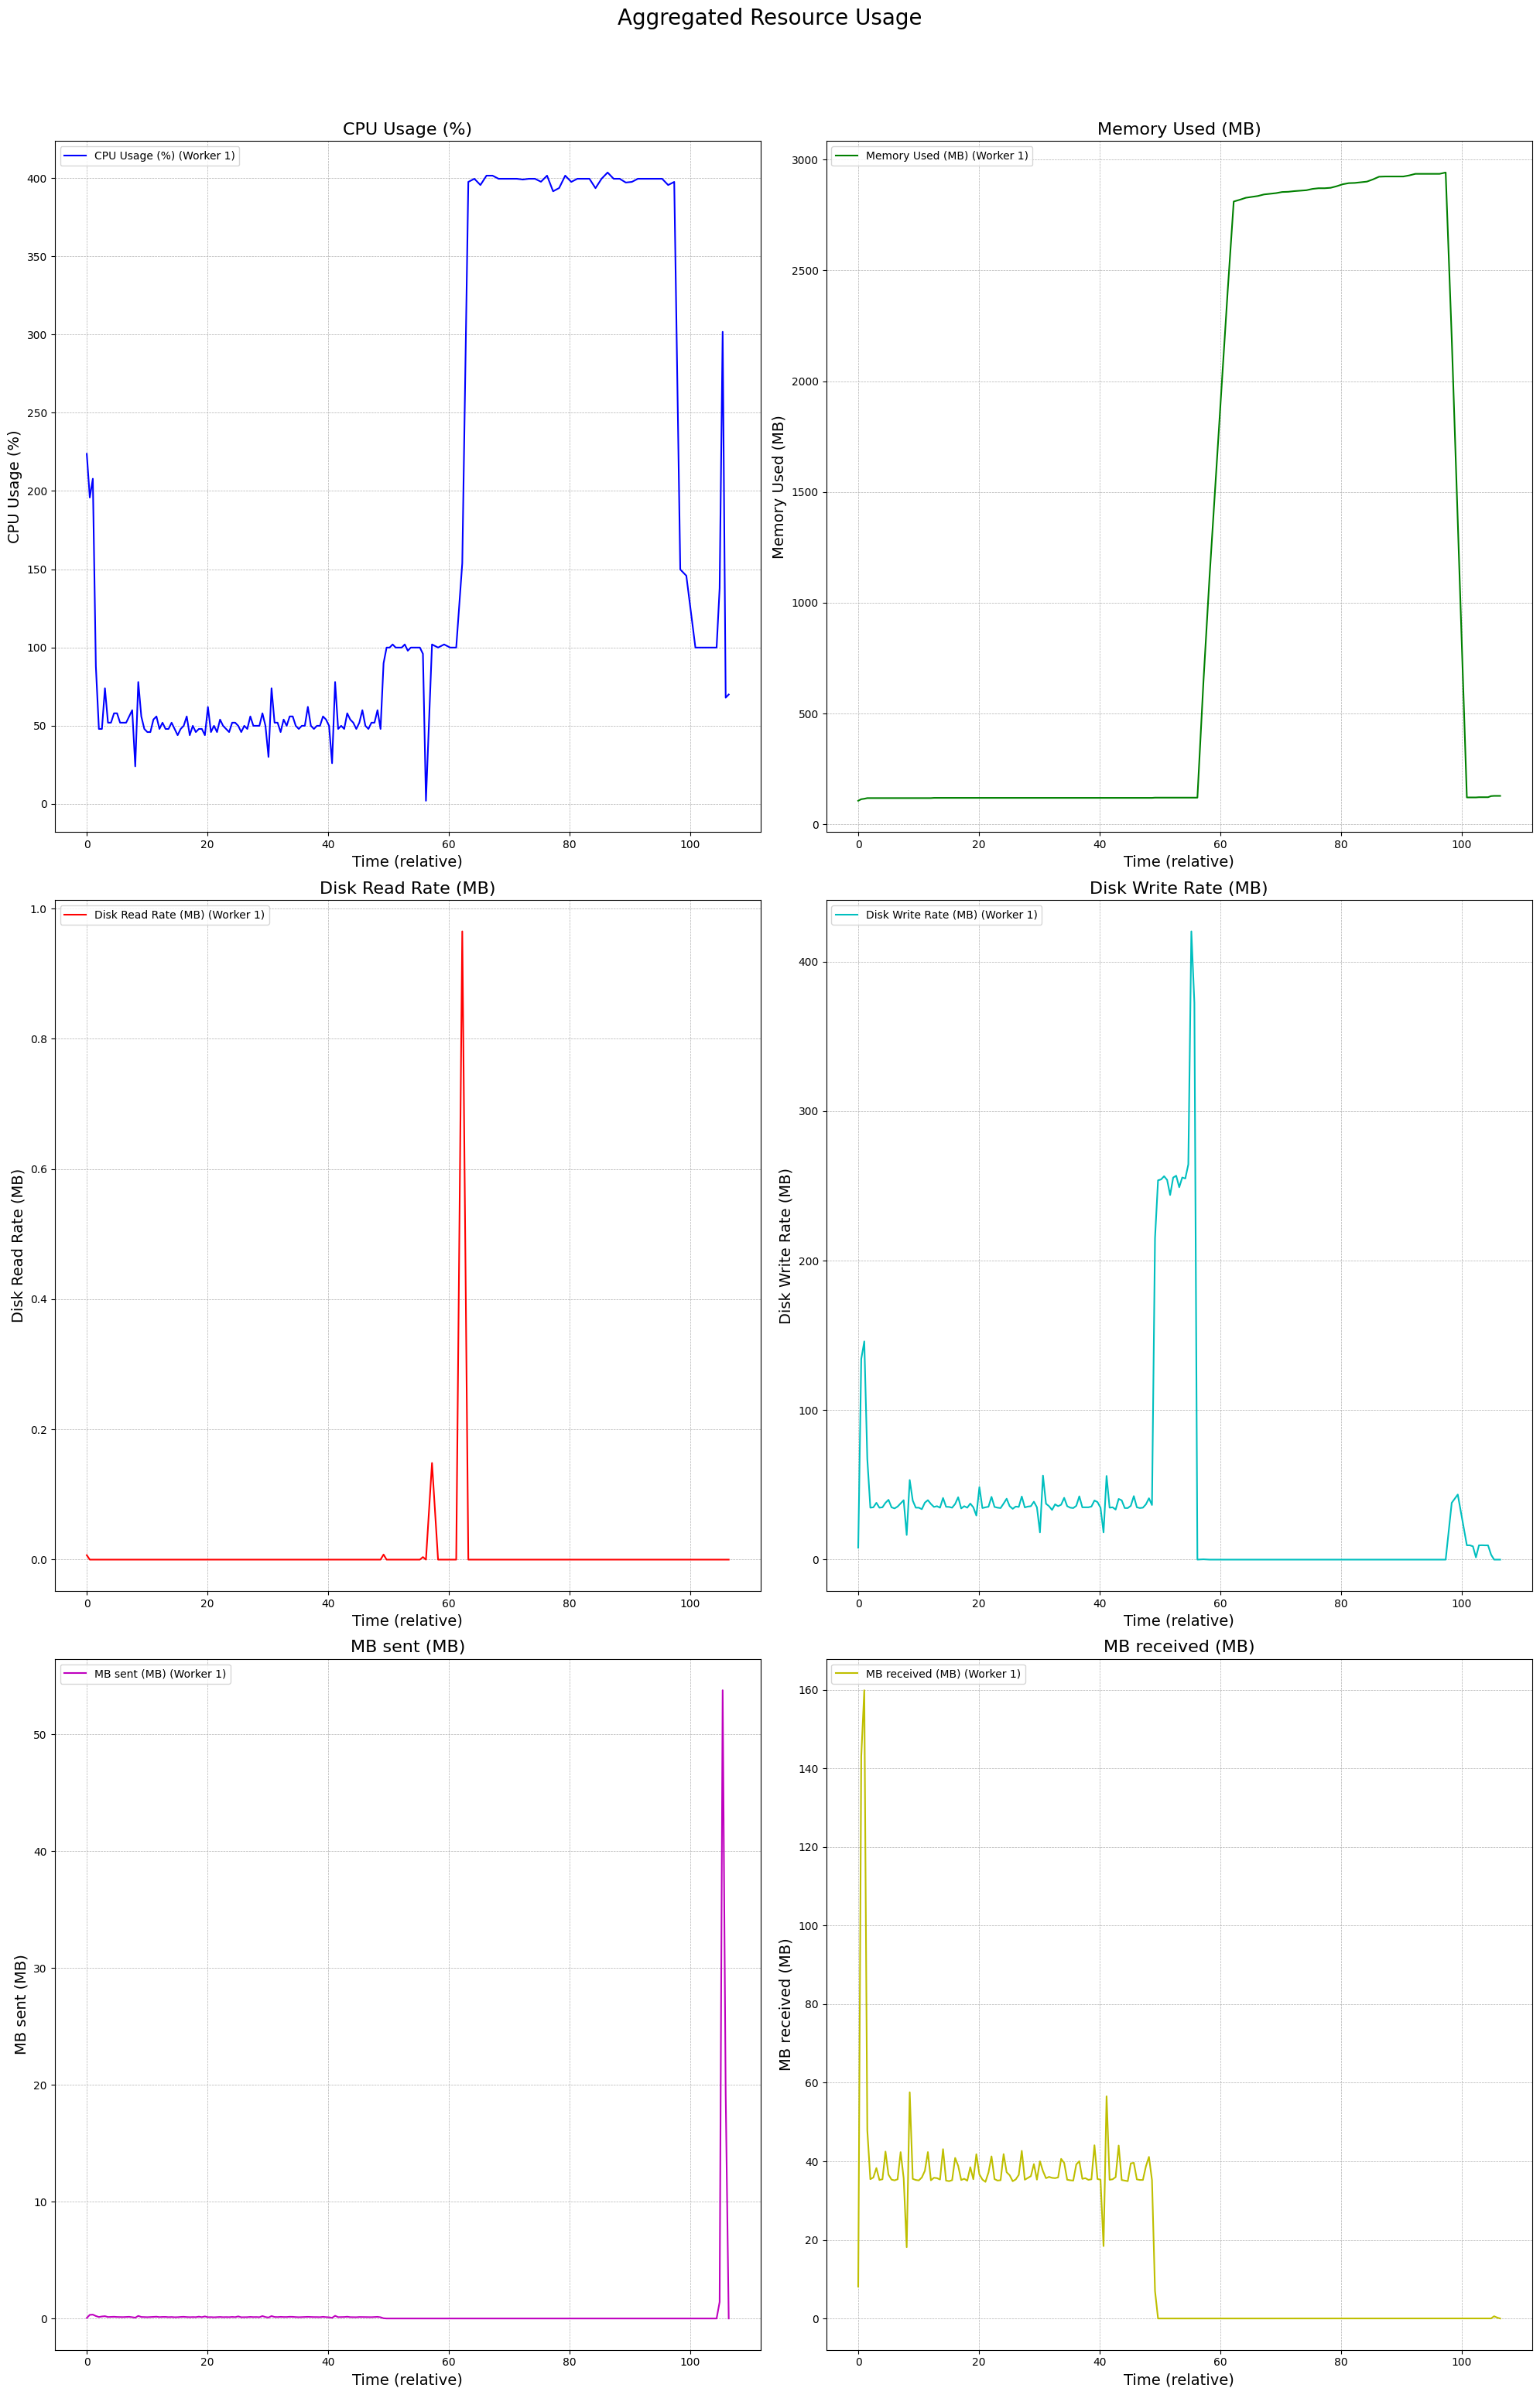 Aggregated Resource Usage
CPU Usage (%)
CPU Usage (%) (Worker 1)
CPU Usage (%)
400
350
300
250
200
150
100
50
0
0 20 40 60 80 100
Time (relative)
Memory Used (MB)
Memory Used (MB) (Worker 1)
Memory Used (MB)
3000
2500
2000
1500
1000
500
0
0 20 40 60 80 100
Time (relative)
Disk Read Rate (MB)
Disk Read Rate (MB) (Worker 1)
Disk Read Rate (MB)
1.0
0.8
0.6
0.4
0.2
0.0
0 20 40 60 80 100
Time (relative)
Disk Write Rate (MB)
Disk Write Rate (MB) (Worker 1)
Disk Write Rate (MB)
400
300
200
100
0
0 20 40 60 80 100
Time (relative)
MB sent (MB)
MB sent (MB) (Worker 1)
MB sent (MB)
50
40
30
20
10
0
0 20 40 60 80 100
Time (relative)
MB received (MB)
MB received (MB) (Worker 1)
MB received (MB)
160
140
120
100
80
60
40
20
0
0 20 40 60 80 100
Time (relative)